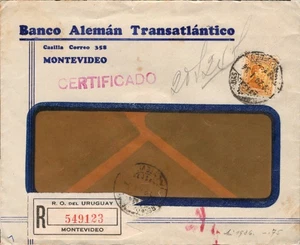 Banco Alemán Transatlántico
Casilla Correo 358
MONTEVIDEO
CERTIFICADO
R. O. DEL URUGUAY
R 549123
MONTEVIDEO